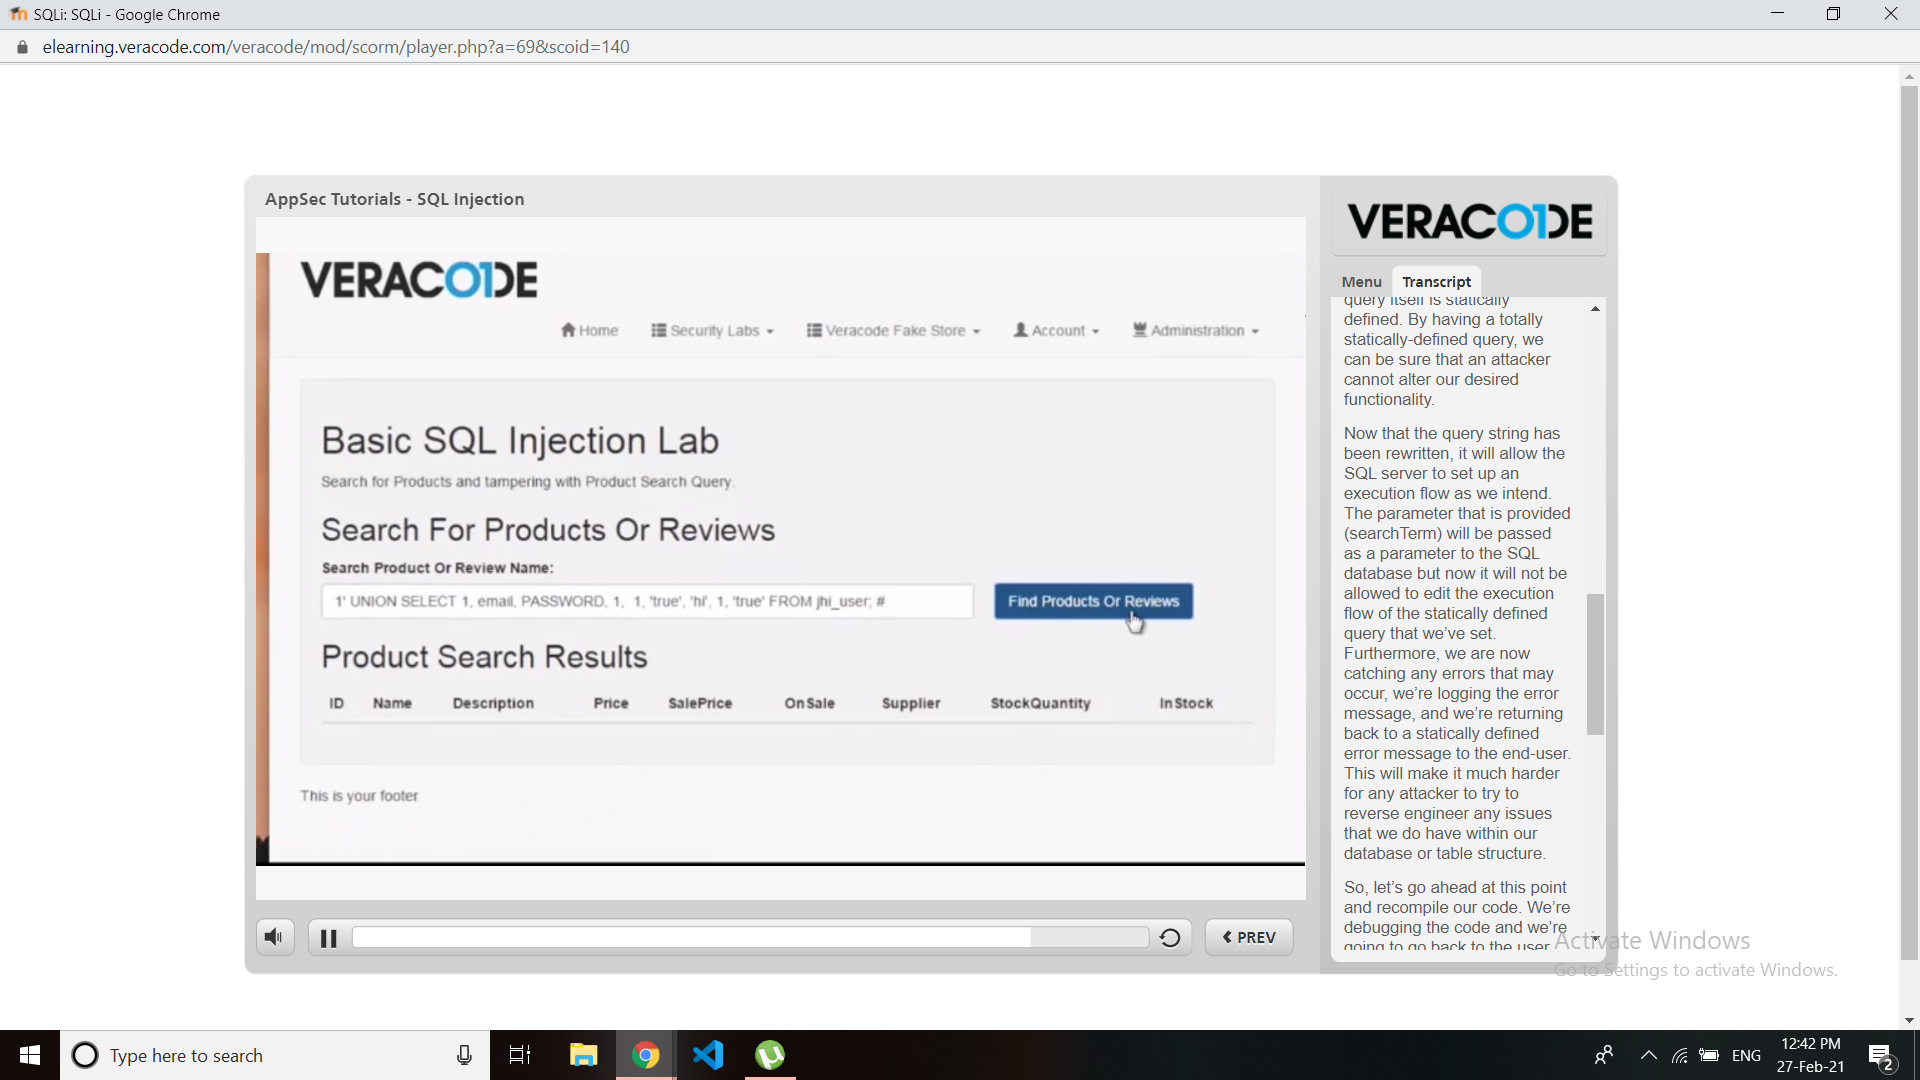 SQLi: SQLi - Google Chrome
elearning.veracode.com/veracode/mod/scorm/player.php?a=69&scoid=140
AppSec Tutorials - SQL Injection
VERACODE
Home
Security Labs
Veracode Fake Store
Account
Administration
Basic SQL Injection Lab
Search for Products and tampering with Product Search Query.
Search For Products Or Reviews
Search Product Or Review Name:
1' UNION SELECT 1, email, PASSWORD, 1, 1, 'true', 'hi', 1, 'true' FROM jhi_user; #
Find Products Or Reviews
Product Search Results
ID Name Description Price SalePrice OnSale Supplier StockQuantity InStock
This is your footer
PREV
VERACODE
Menu
Transcript
query itself is statically
defined. By having a totally
statically-defined query, we
can be sure that an attacker
cannot alter our desired
functionality.
Now that the query string has
been rewritten, it will allow the
SQL server to set up an
execution flow as we intend.
The parameter that is provided
(searchTerm) will be passed
as a parameter to the SQL
database but now it will not be
allowed to edit the execution
flow of the statically defined
query that we've set.
Furthermore, we are now
catching any errors that may
occur, we're logging the error
message, and we're returning
back to a statically defined
error message to the end-user.
This will make it much harder
for any attacker to try to
reverse engineer any issues
that we do have within our
database or table structure.
So, let's go ahead at this point
and recompile our code. We're
debugging the code and we're
going to go back to the user
Activate Windows
Go to Settings to activate Windows.
Type here to search
ENG
12:42 PM
27-Feb-21
2